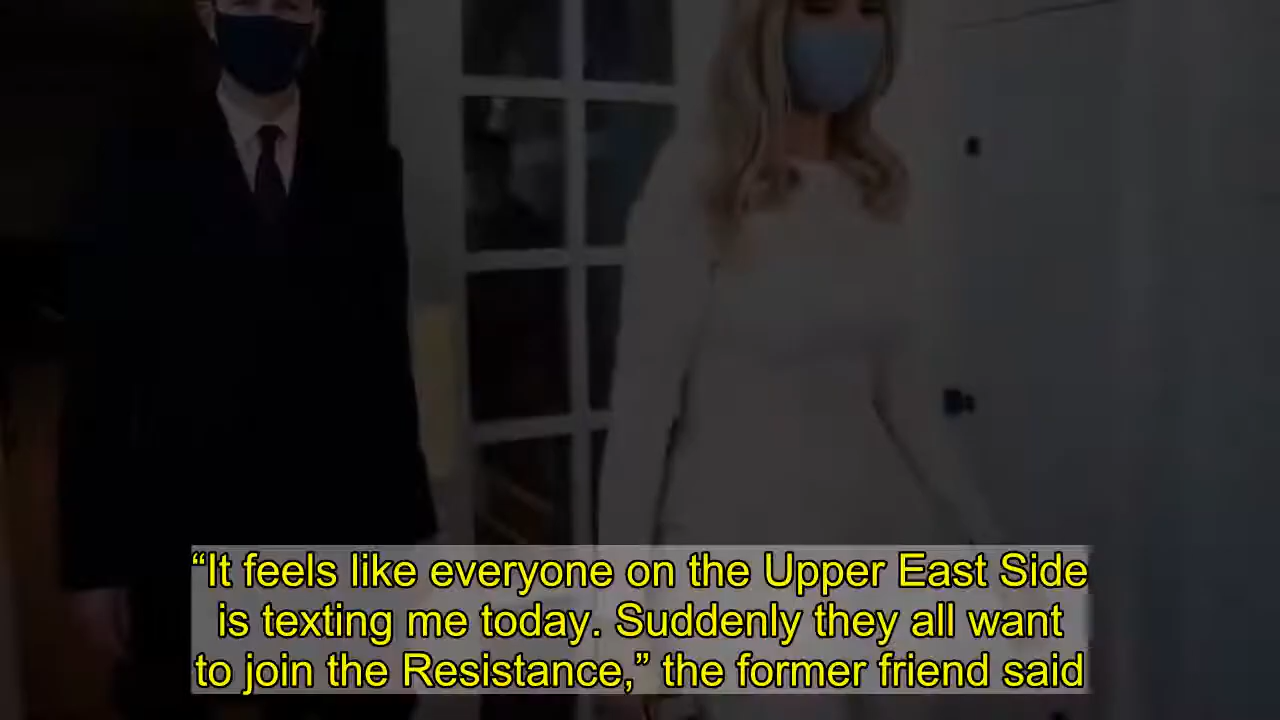 “It feels like everyone on the Upper East Side
is texting me today. Suddenly they all want
to join the Resistance,” the former friend said